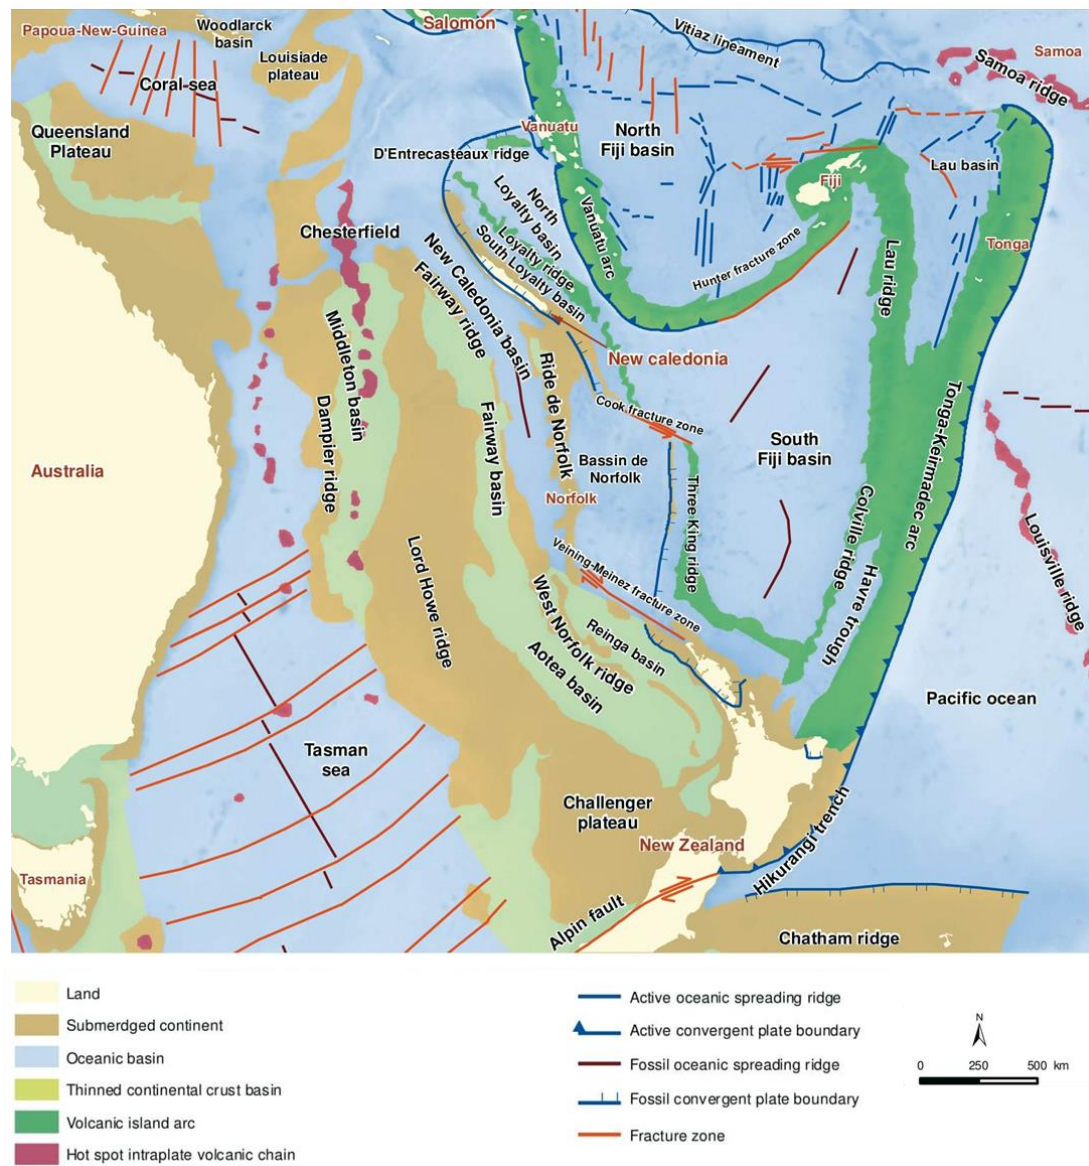 Papoua-New-Guinea
Woodlarck
basin
Salomon
Vitiaz lineament
Samoa
Samoa ridge
Louisiade
plateau
Coral-sea
Queensland
Plateau
Vanuatu
North
Fiji basin
D'Entrecasteaux ridge
Lau basin
Fiji
North
Loyalty basin
Loyalty ridge
South Loyalty basin
Vanuatu arc
Chesterfield
Hunter fracture zone
Lau ridge
Tonga
New Caledonia basin
Fairway ridge
Middleton basin
Dampier ridge
Ride de Norfolk
New caledonia
Cook fracture zone
Fairway basin
South
Fiji basin
Tonga-Keirmadec arc
Australia
Bassin de
Norfolk
Norfolk
Three King ridge
Colville ridge
Havre trough
Louisville ridge
Lord Howe ridge
Veining-Meinez fracture zone
West Norfolk ridge
Reinga basin
Aotea basin
Pacific ocean
Tasman
sea
Challenger
plateau
New Zealand
Hikurangi trench
Tasmania
Alpin fault
Chatham ridge
Land
Submerdged continent
Oceanic basin
Thinned continental crust basin
Volcanic island arc
Hot spot intraplate volcanic chain
Active oceanic spreading ridge
Active convergent plate boundary
Fossil oceanic spreading ridge
Fossil convergent plate boundary
Fracture zone
N
0 250 500 km